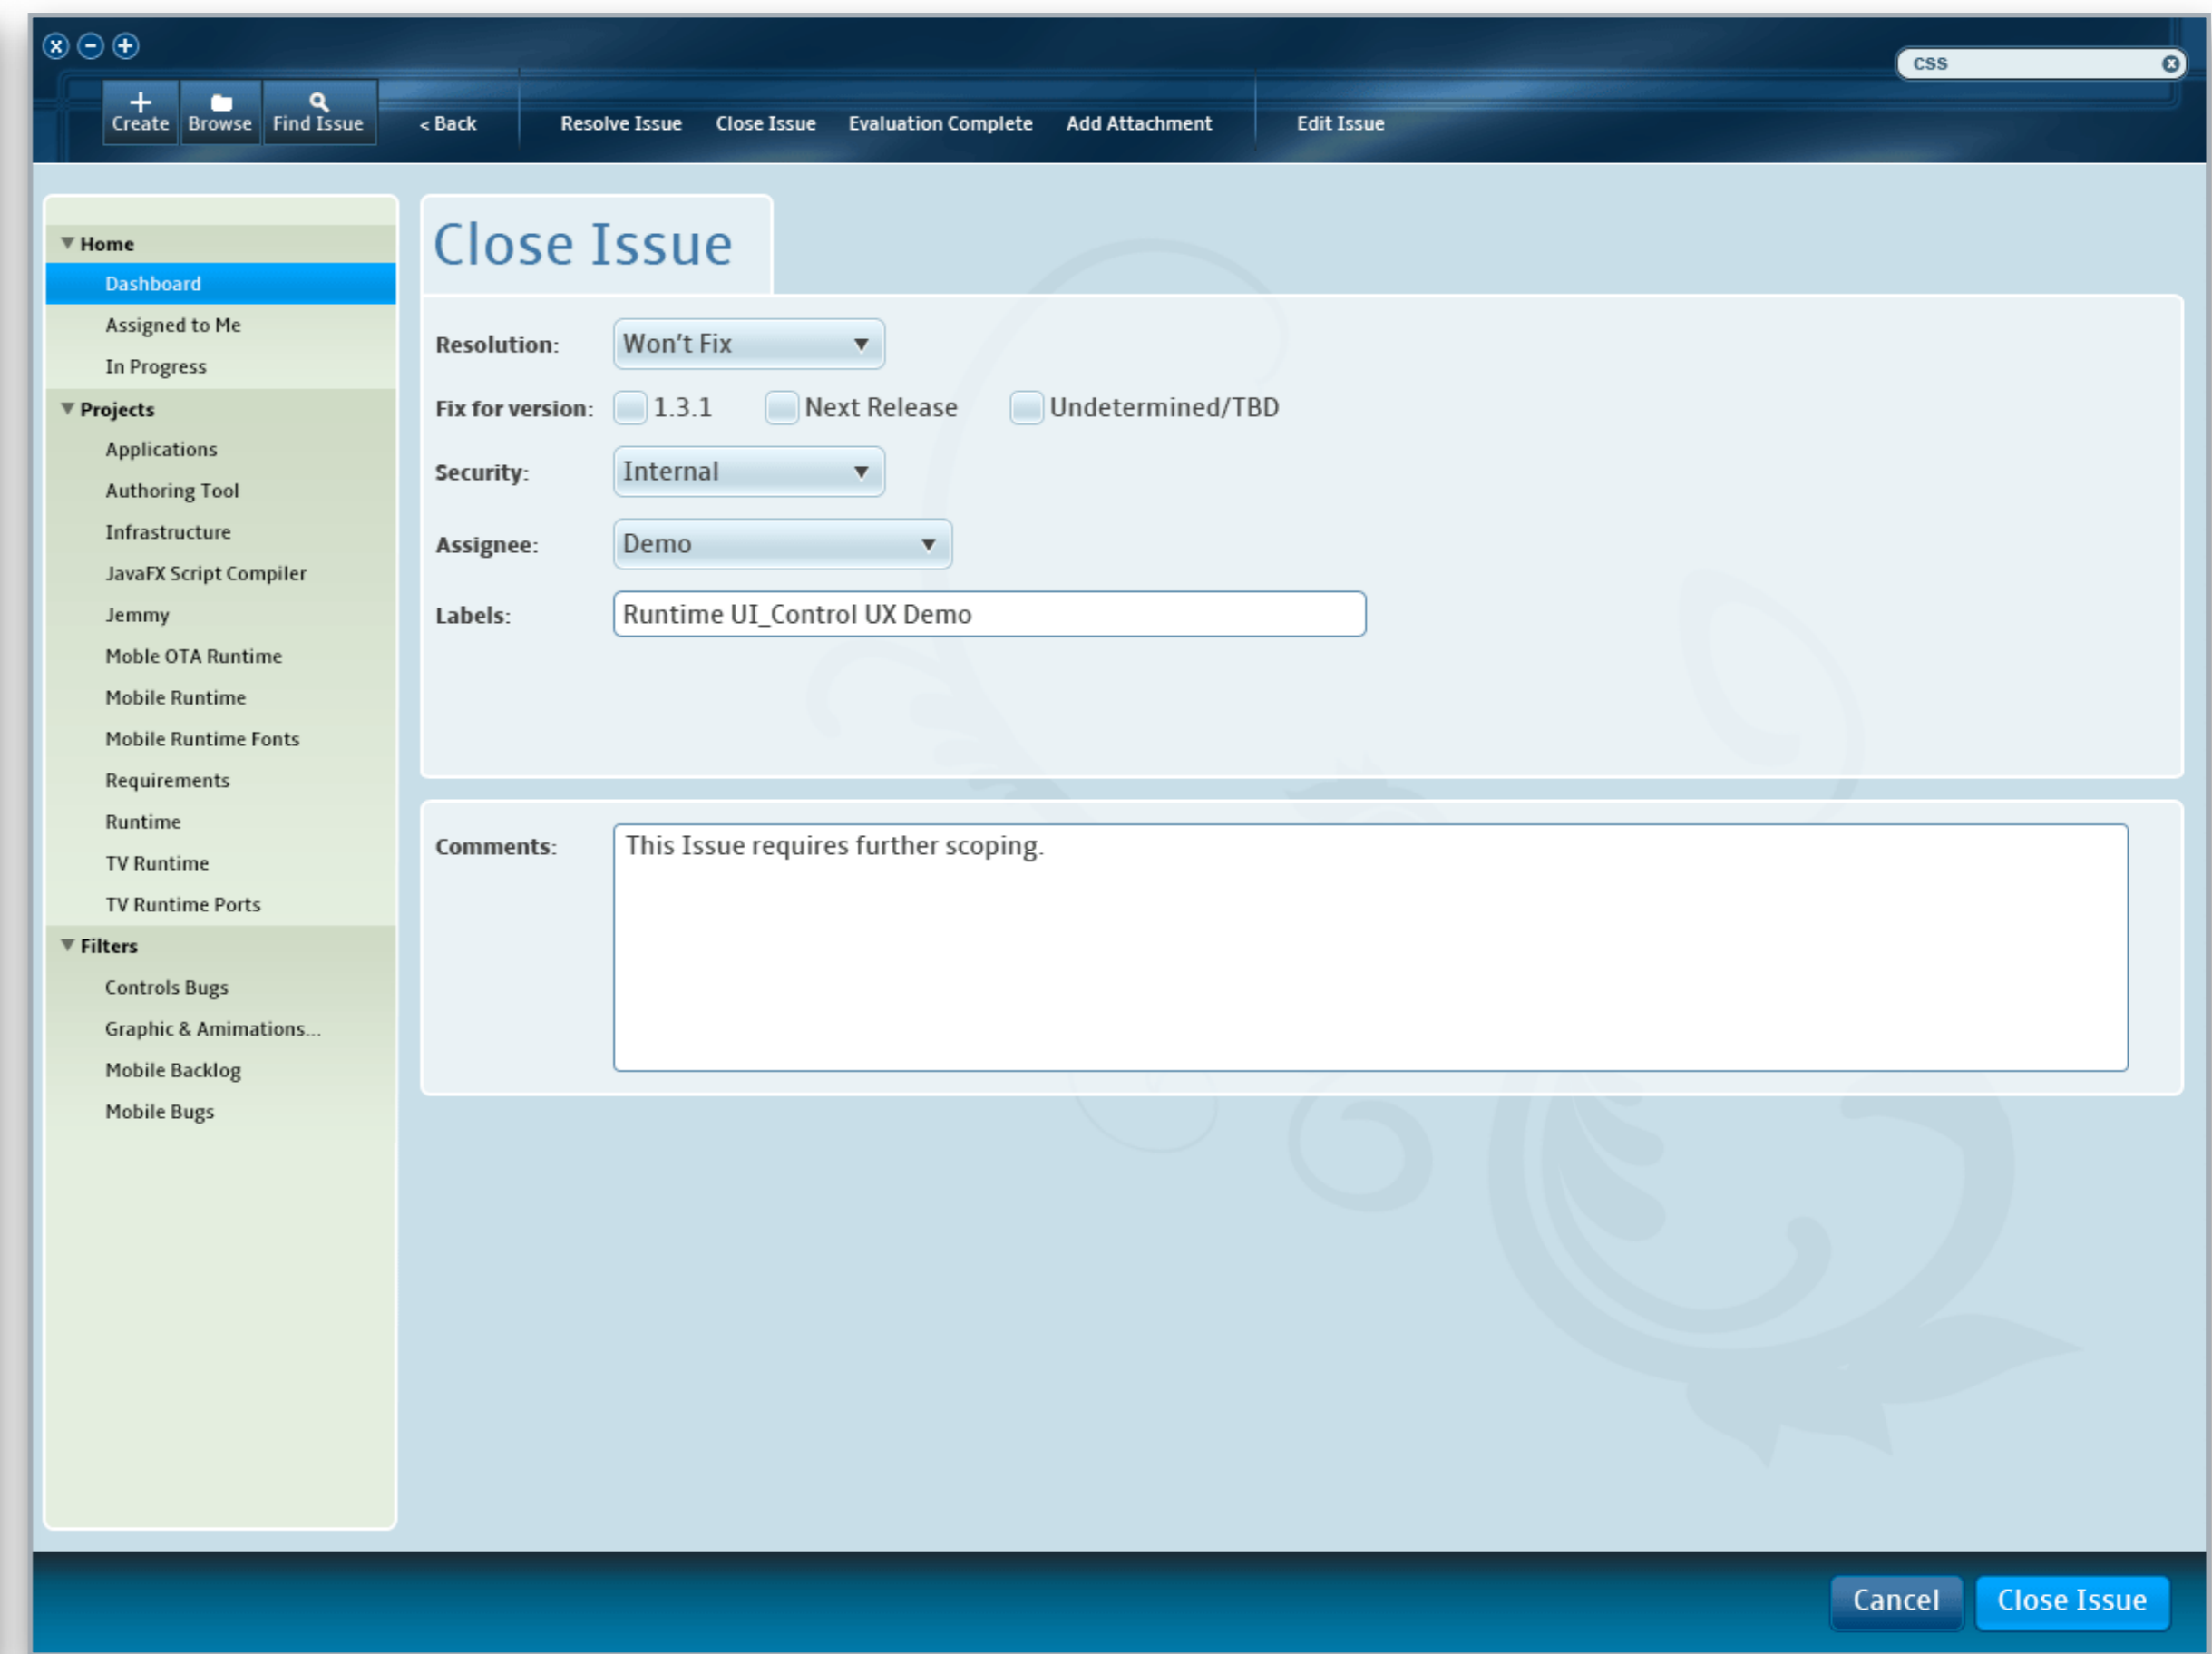 css
Create Browse Find Issue < Back Resolve Issue Close Issue Evaluation Complete Add Attachment Edit Issue
Home
Dashboard
Assigned to Me
In Progress
Projects
Applications
Authoring Tool
Infrastructure
JavaFX Script Compiler
Jemmy
Moble OTA Runtime
Mobile Runtime
Mobile Runtime Fonts
Requirements
Runtime
TV Runtime
TV Runtime Ports
Filters
Controls Bugs
Graphic & Amimations...
Mobile Backlog
Mobile Bugs
Close Issue
Resolution: Won't Fix
Fix for version: 1.3.1 Next Release Undetermined/TBD
Security: Internal
Assignee: Demo
Labels: Runtime UI_Control UX Demo
Comments: This Issue requires further scoping.
Cancel Close Issue